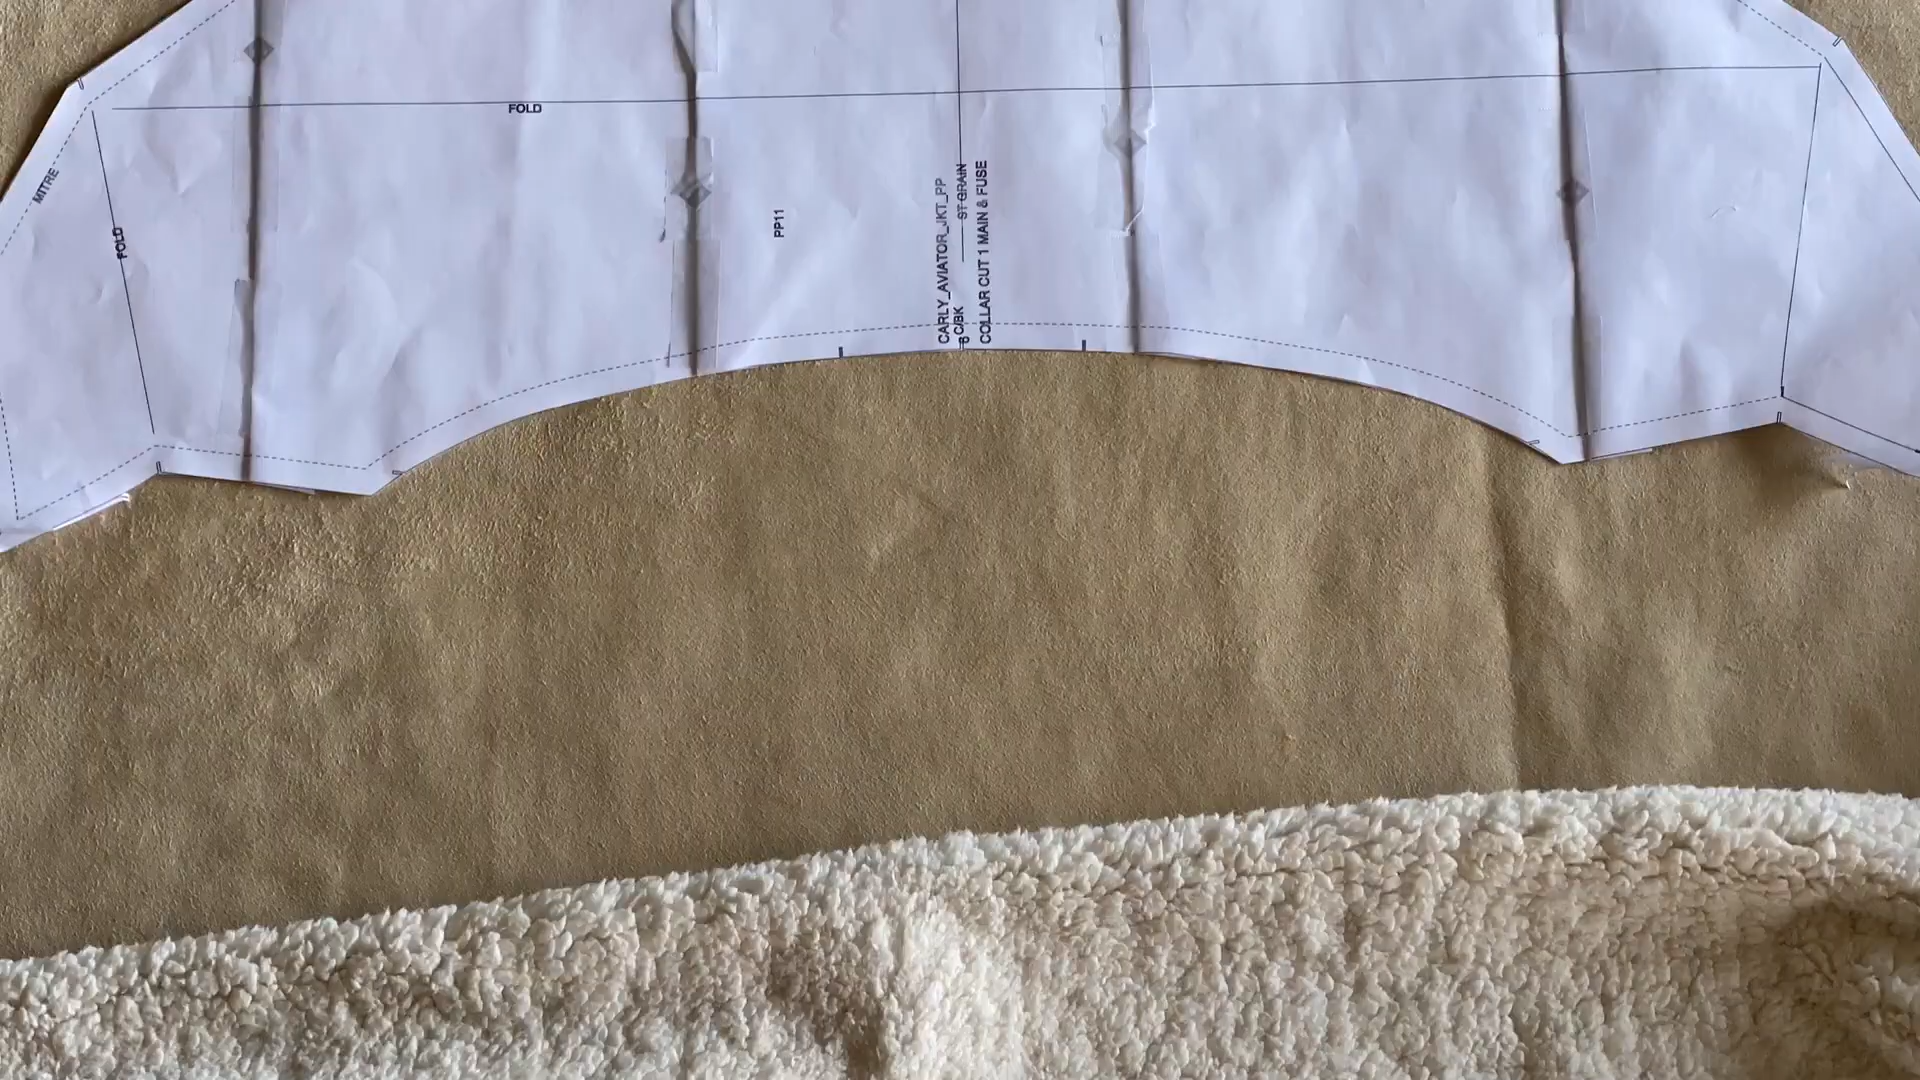 FOLD
MITRE
FOLD
PP11
CARLY_AVIATOR_JKT_PP
C/BK
ST GRAIN
COLLAR CUT 1 MAIN & FUSE